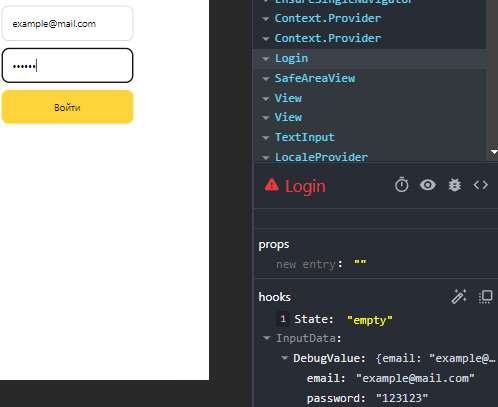 example@mail.com
••••••
Войти
EnsureSingleNavigator
Context.Provider
Context.Provider
Login
SafeAreaView
View
View
TextInput
LocaleProvider
Login
props
new entry: ""
hooks
1 State: "empty"
InputData:
DebugValue: {email: "example@…
email: "example@mail.com"
password: "123123"